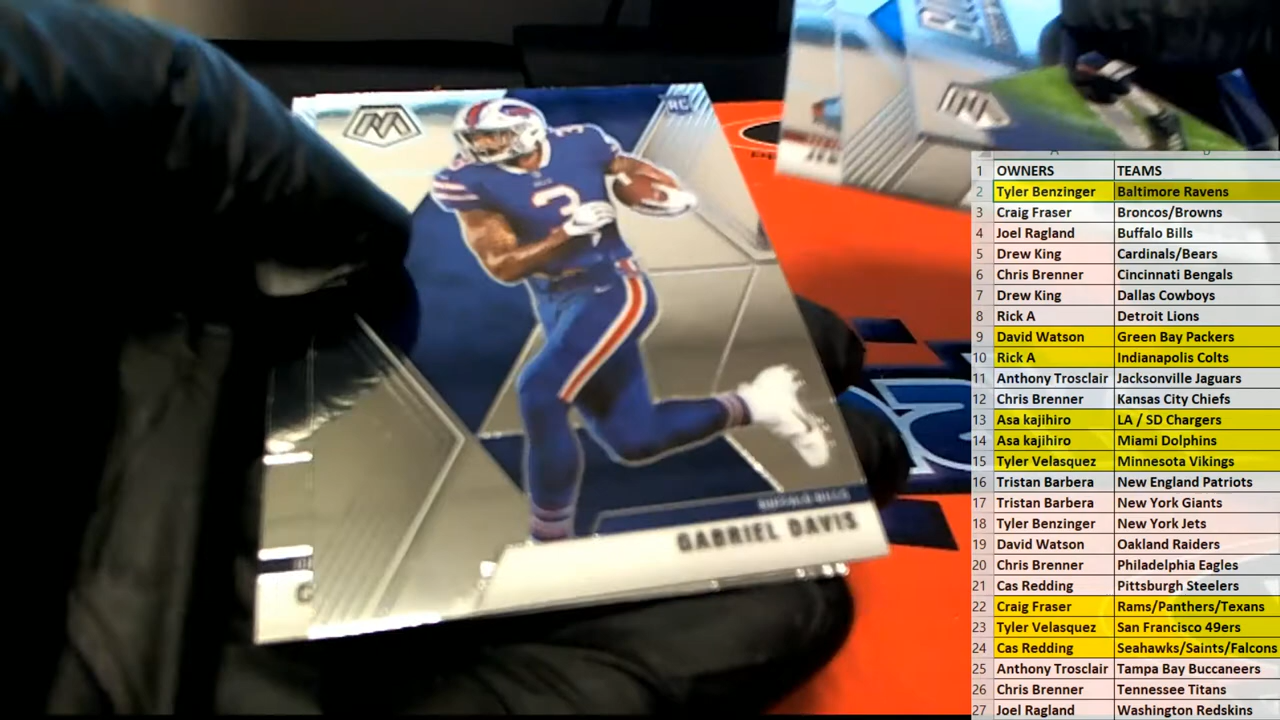 RC
3
3
BUFFALO BILLS
GABRIEL DAVIS
A
1 OWNERS TEAMS
2 Tyler Benzinger Baltimore Ravens
3 Craig Fraser Broncos/Browns
4 Joel Ragland Buffalo Bills
5 Drew King Cardinals/Bears
6 Chris Brenner Cincinnati Bengals
7 Drew King Dallas Cowboys
8 Rick A Detroit Lions
9 David Watson Green Bay Packers
10 Rick A Indianapolis Colts
11 Anthony Trosclair Jacksonville Jaguars
12 Chris Brenner Kansas City Chiefs
13 Asa kajihiro LA / SD Chargers
14 Asa kajihiro Miami Dolphins
15 Tyler Velasquez Minnesota Vikings
16 Tristan Barbera New England Patriots
17 Tristan Barbera New York Giants
18 Tyler Benzinger New York Jets
19 David Watson Oakland Raiders
20 Chris Brenner Philadelphia Eagles
21 Cas Redding Pittsburgh Steelers
22 Craig Fraser Rams/Panthers/Texans
23 Tyler Velasquez San Francisco 49ers
24 Cas Redding Seahawks/Saints/Falcons
25 Anthony Trosclair Tampa Bay Buccaneers
26 Chris Brenner Tennessee Titans
27 Joel Ragland Washington Redskins